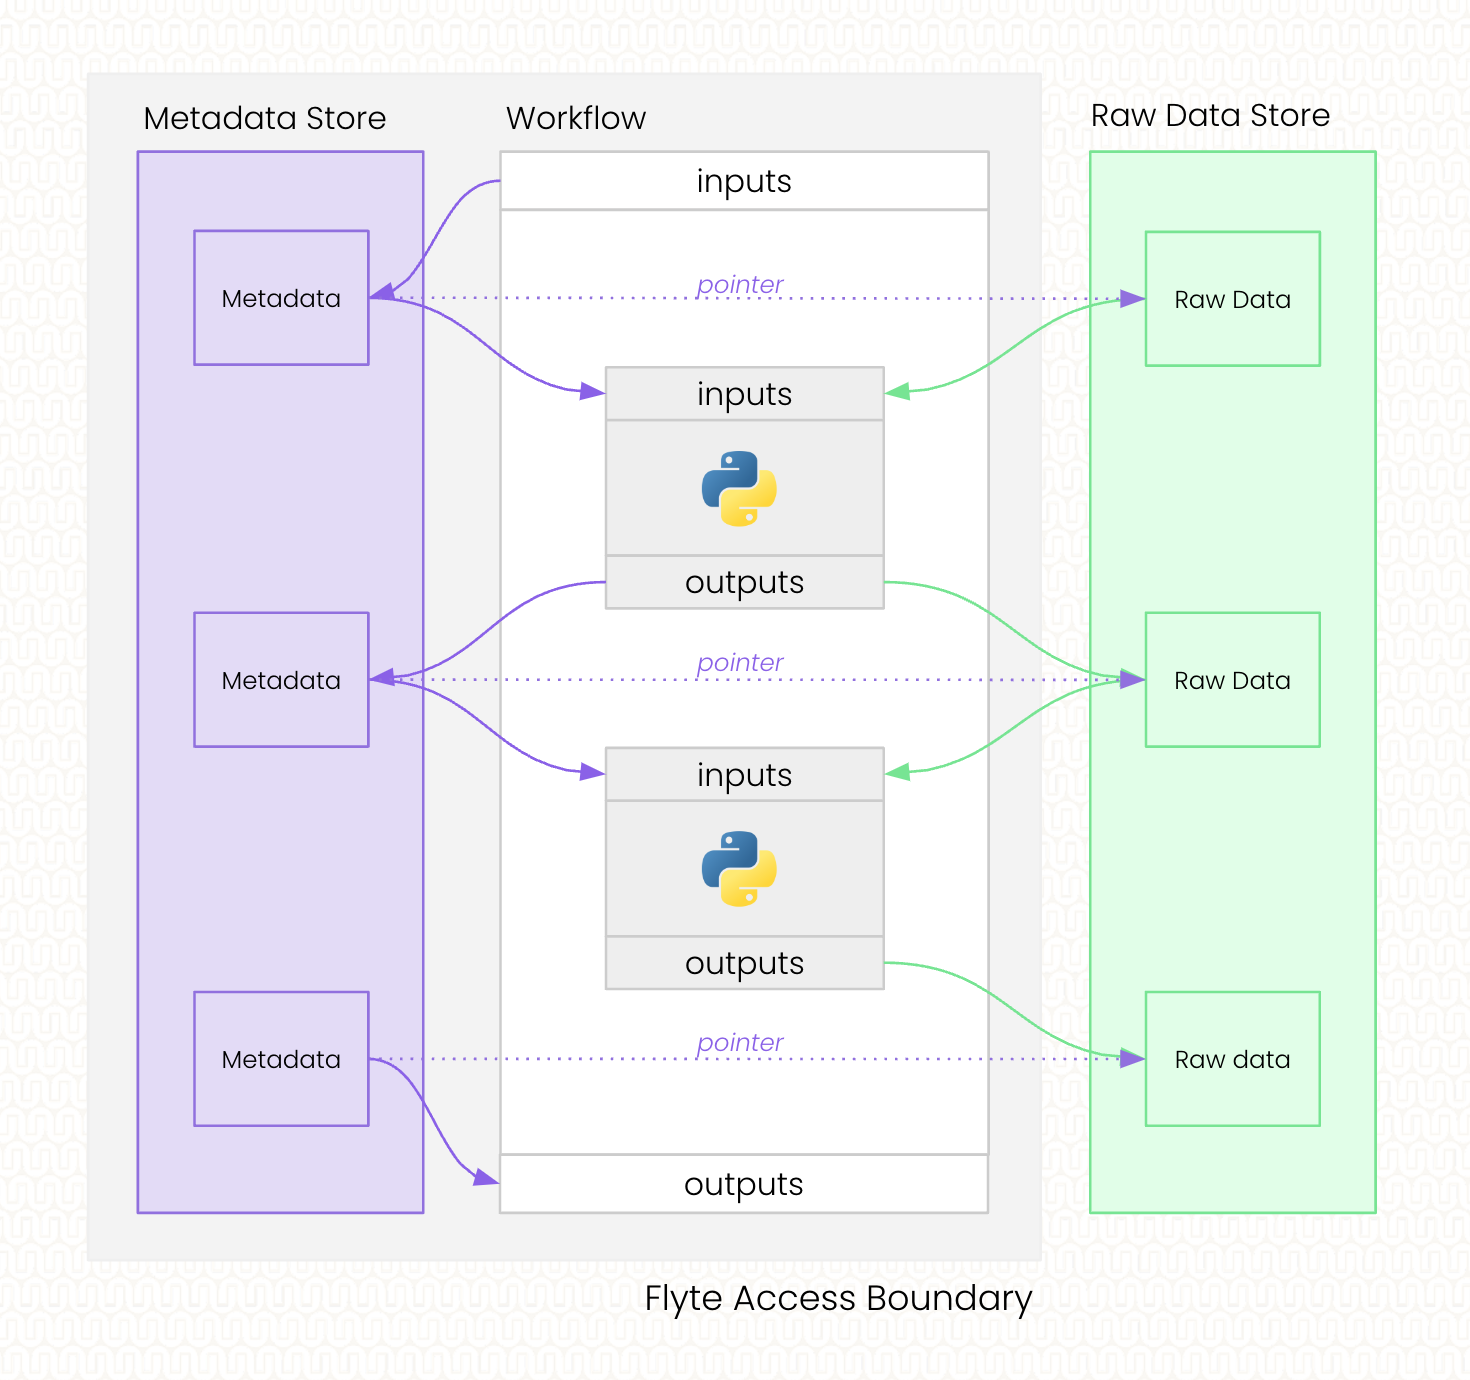 Metadata Store
Workflow
Raw Data Store
inputs
Metadata
pointer
Raw Data
inputs
outputs
Metadata
pointer
Raw Data
inputs
outputs
Metadata
pointer
Raw data
outputs
Flyte Access Boundary